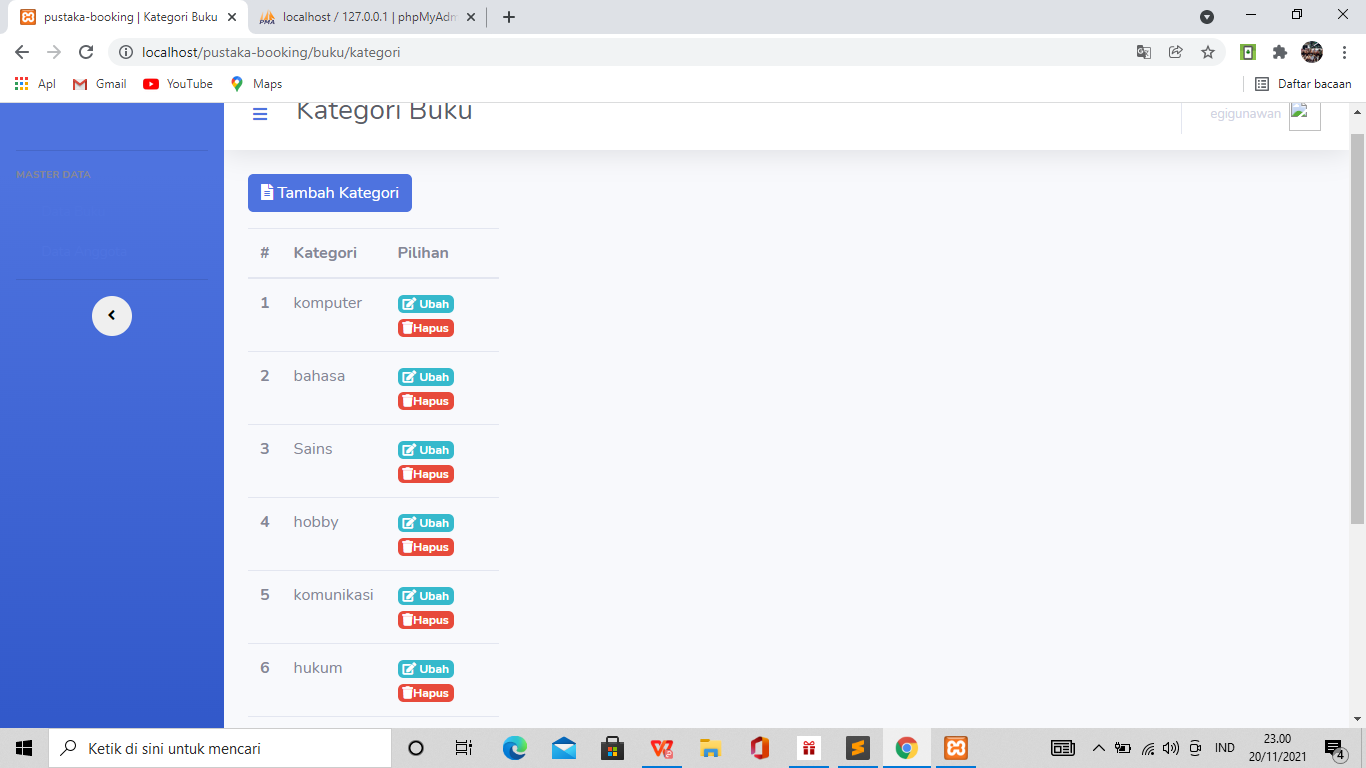 pustaka-booking | Kategori Buku
localhost / 127.0.0.1 | phpMyAdm
localhost/pustaka-booking/buku/kategori
Apl
Gmail
YouTube
Maps
Daftar bacaan
Kategori Buku
egigunawan
MASTER DATA
Tambah Kategori
# Kategori Pilihan
1 komputer Ubah
Hapus
2 bahasa Ubah
Hapus
3 Sains Ubah
Hapus
4 hobby Ubah
Hapus
5 komunikasi Ubah
Hapus
6 hukum Ubah
Hapus
Ketik di sini untuk mencari
IND
23.00
20/11/2021
4